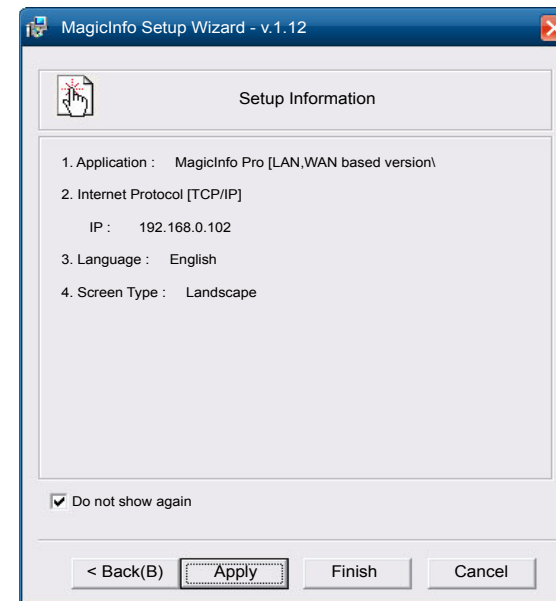 MagicInfo Setup Wizard - v.1.12
Setup Information
1. Application : MagicInfo Pro [LAN,WAN based version\
2. Internet Protocol [TCP/IP]
IP : 192.168.0.102
3. Language : English
4. Screen Type : Landscape
Do not show again
< Back(B) Apply Finish Cancel